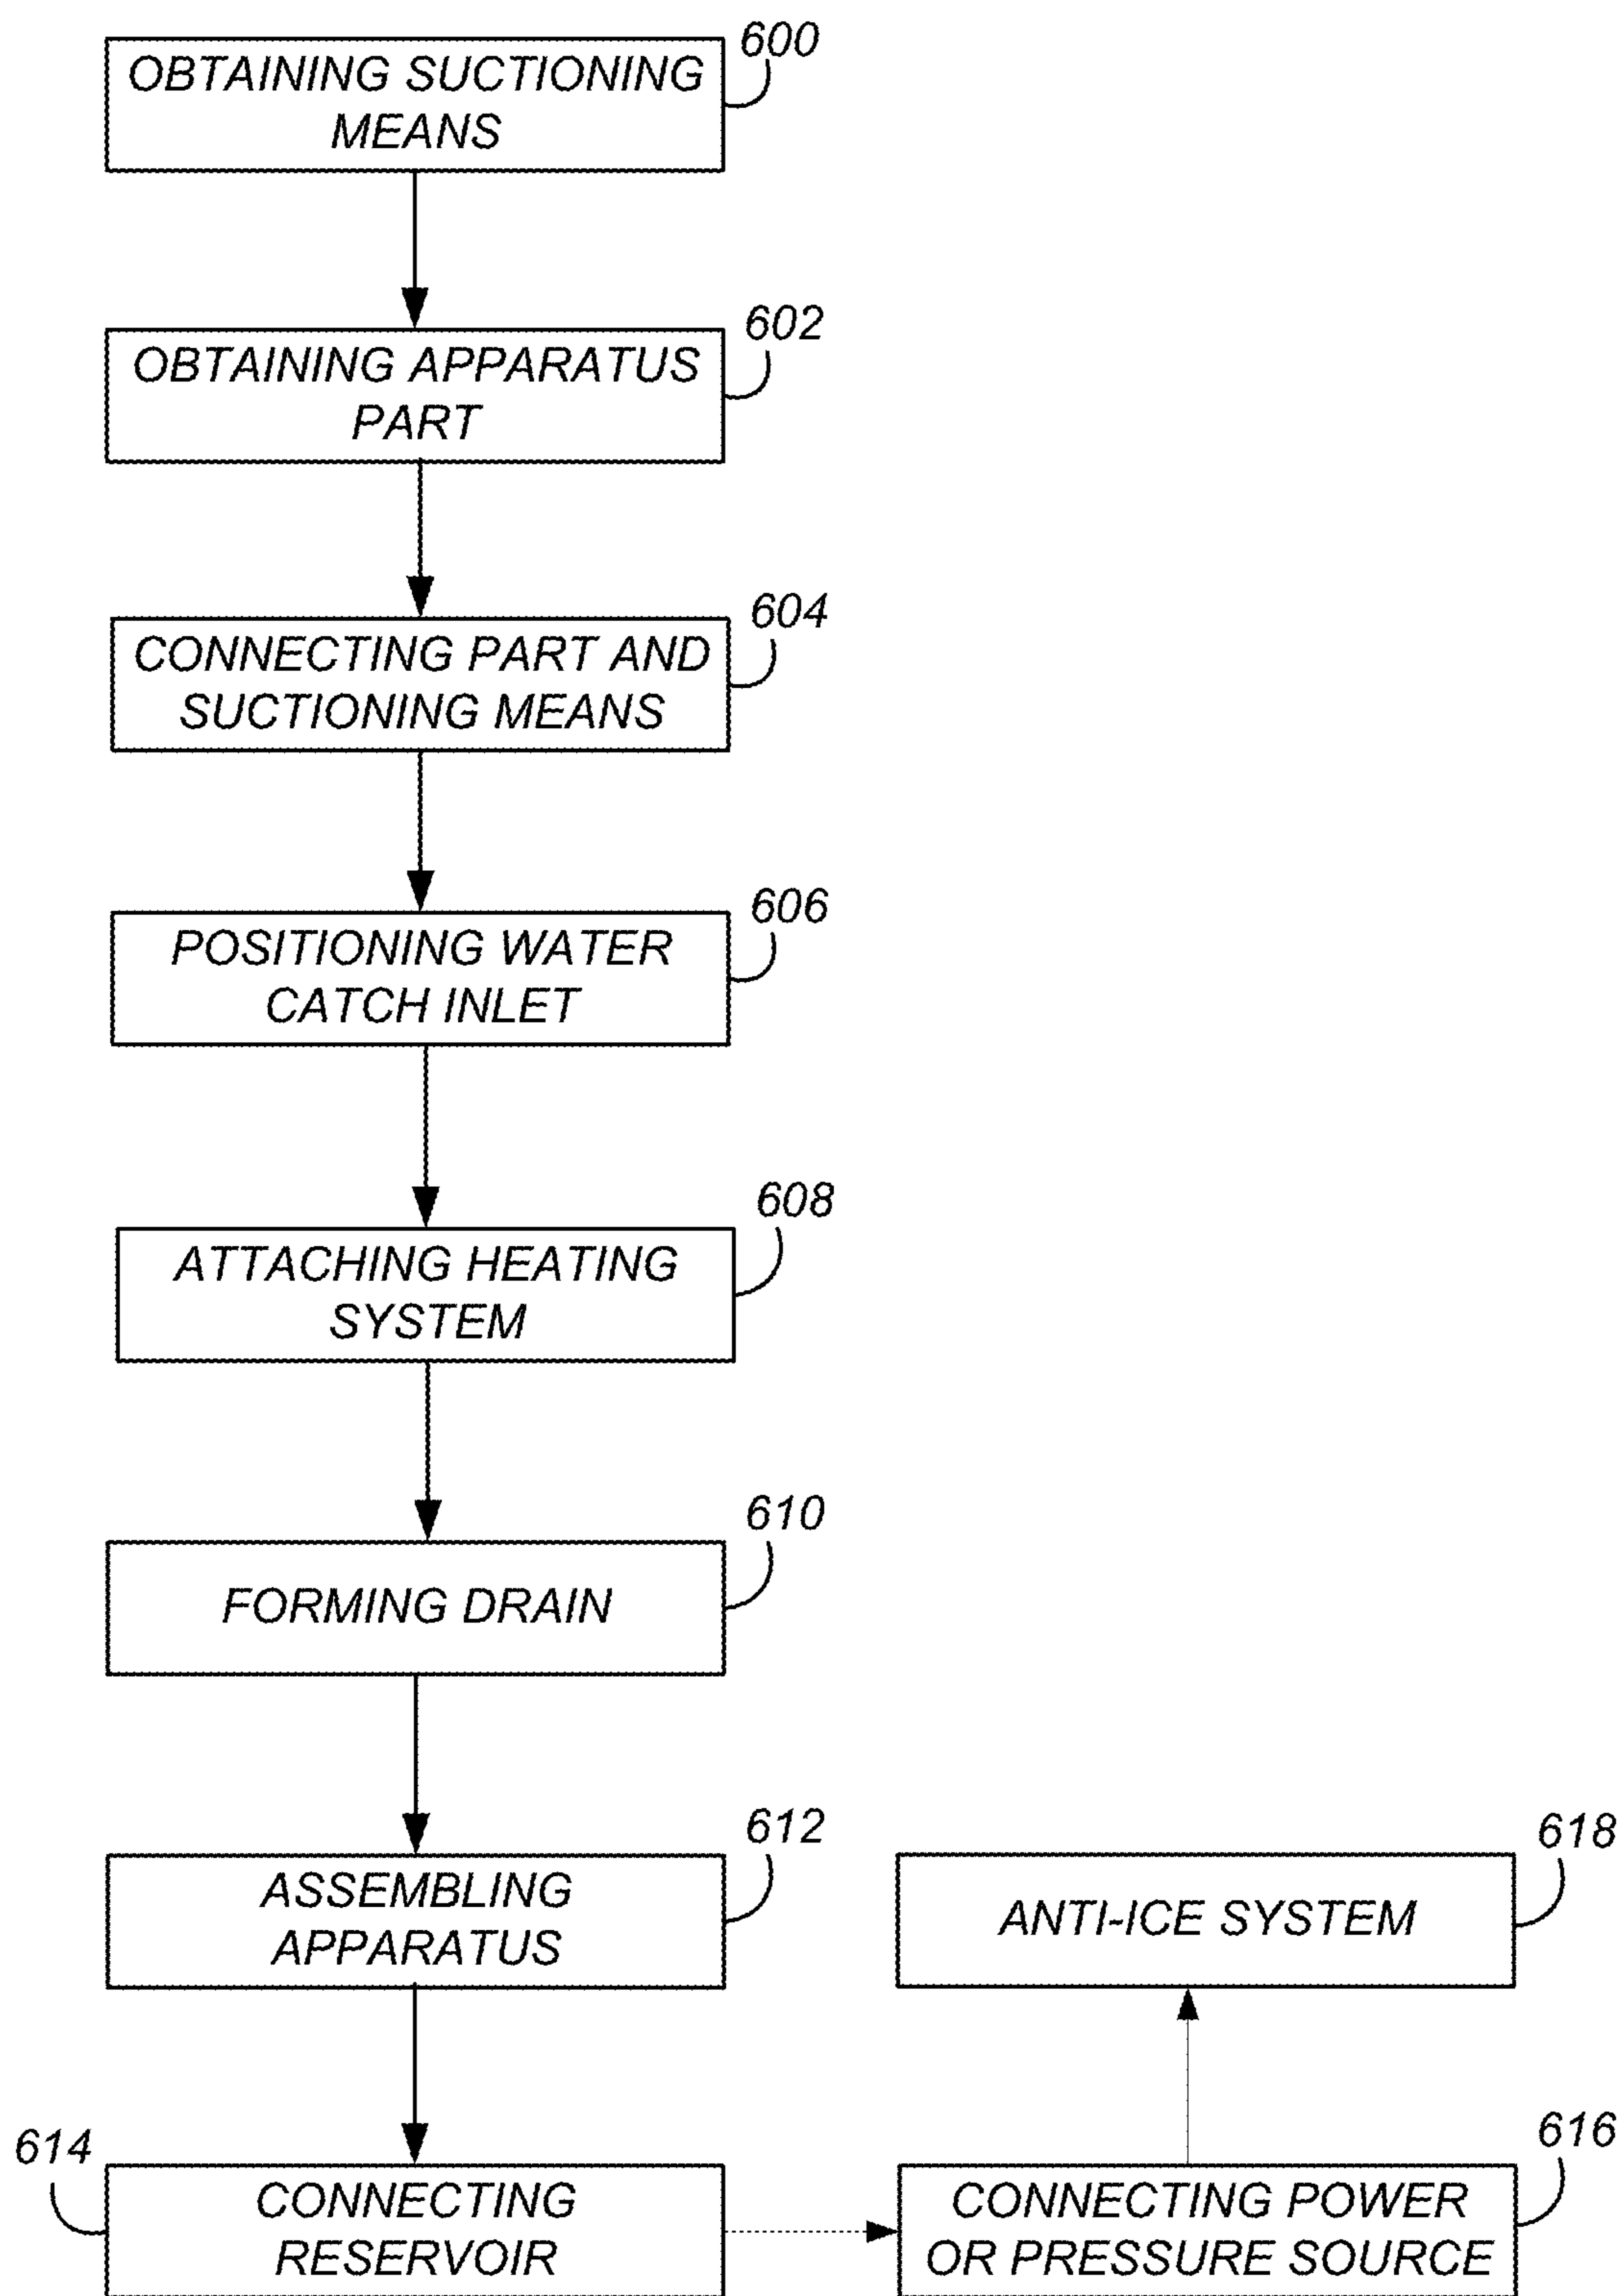 600
OBTAINING SUCTIONING
MEANS
602
OBTAINING APPARATUS
PART
604
CONNECTING PART AND
SUCTIONING MEANS
606
POSITIONING WATER
CATCH INLET
608
ATTACHING HEATING
SYSTEM
610
FORMING DRAIN
612
ASSEMBLING
APPARATUS
614
CONNECTING
RESERVOIR
616
CONNECTING POWER
OR PRESSURE SOURCE
618
ANTI-ICE SYSTEM